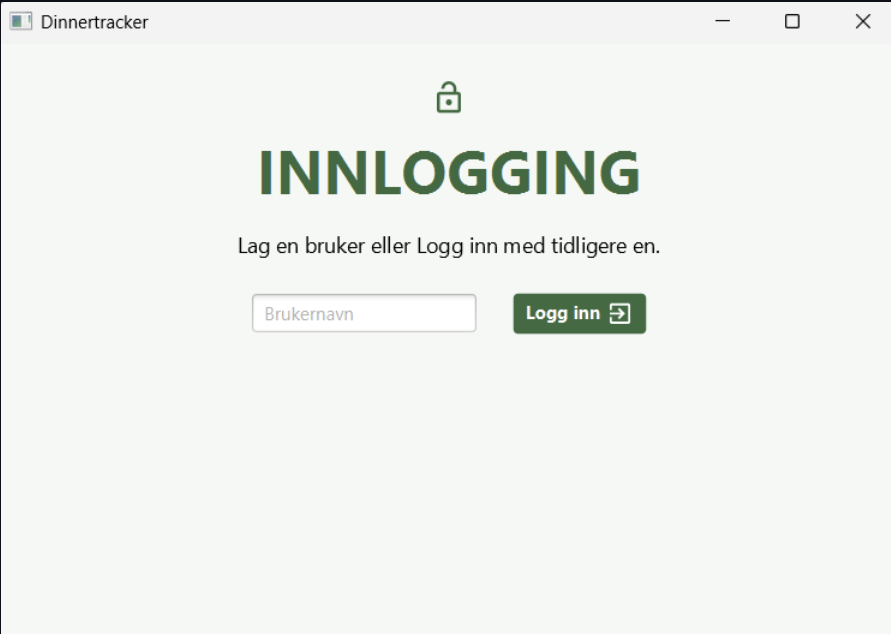 Dinnertracker
INNLOGGING
Lag en bruker eller Logg inn med tidligere en.
Brukernavn
Logg inn